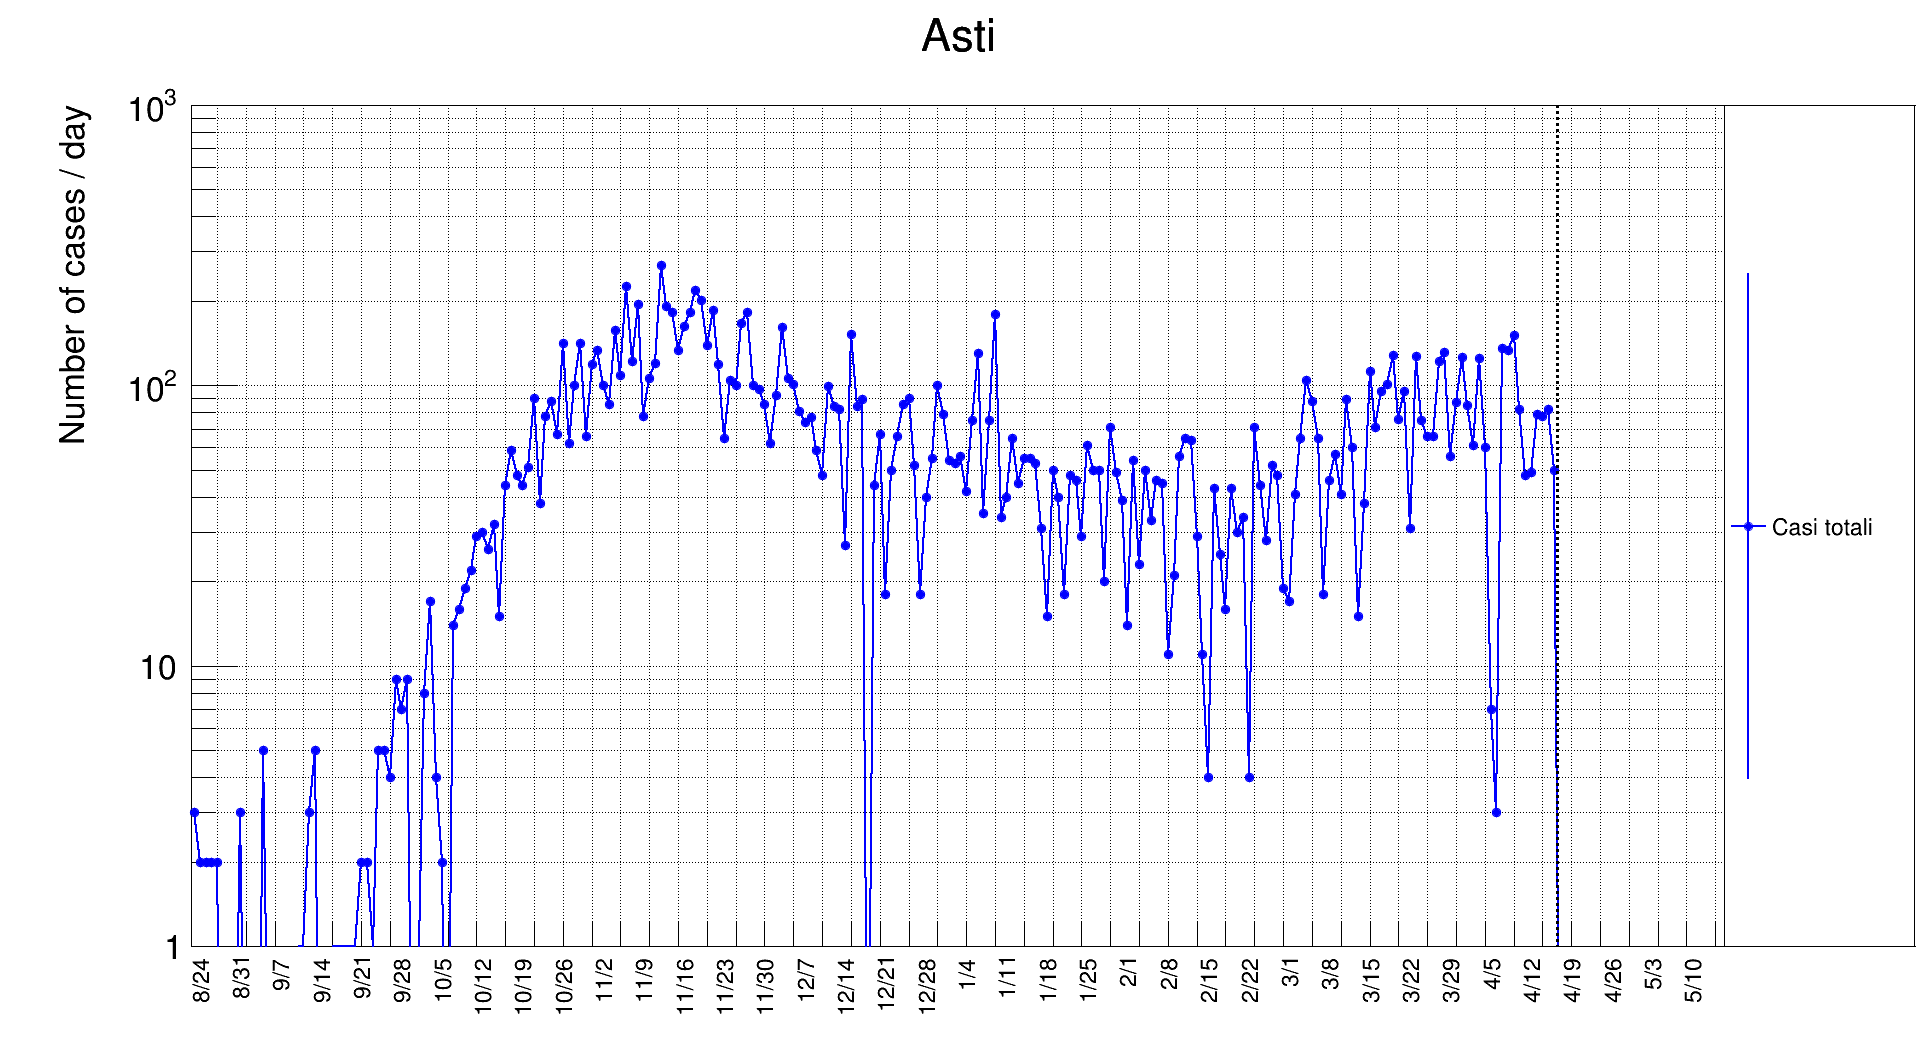 Asti
Number of cases / day
10³
10²
10
1
8/24 8/31 9/7 9/14 9/21 9/28 10/5 10/12 10/19 10/26 11/2 11/9 11/16 11/23 11/30 12/7 12/14 12/21 12/28 1/4 1/11 1/18 1/25 2/1 2/8 2/15 2/22 3/1 3/8 3/15 3/22 3/29 4/5 4/12 4/19 4/26 5/3 5/10
Casi totali